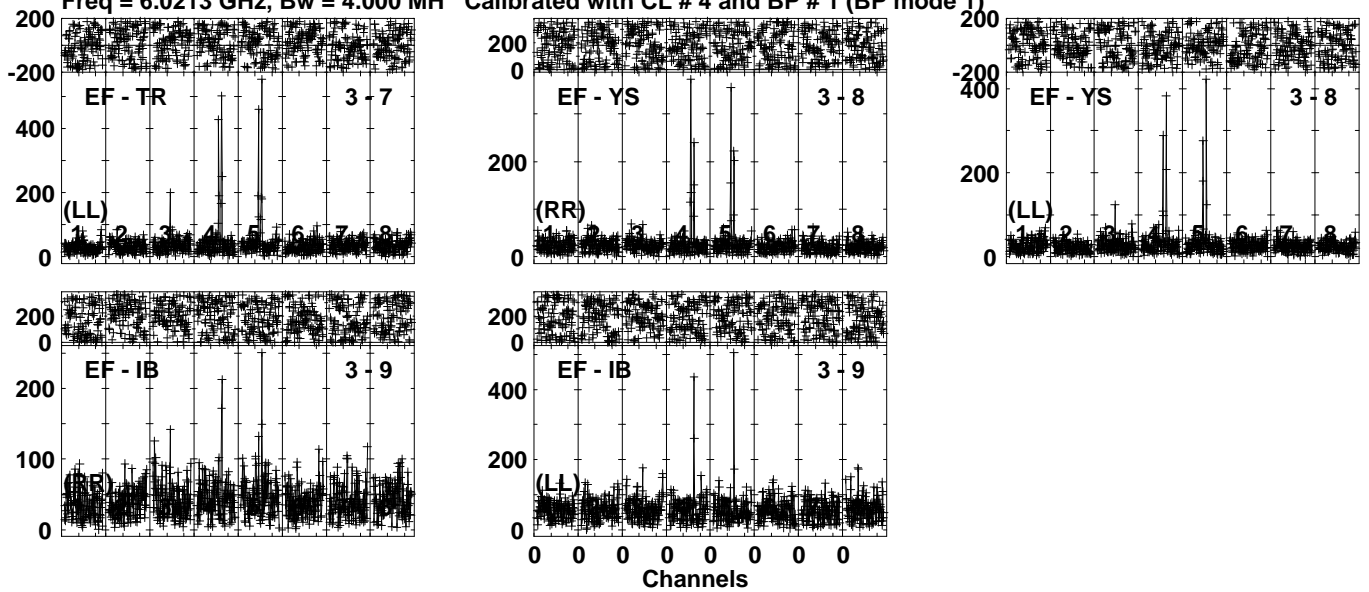 Freq = 6.0213 GHz, Bw = 4.000 MH Calibrated with CL # 4 and BP # 1 (BP mode 1)
200
-200
EF - TR 3 - 7
400
200
0
(LL)
1 2 3 4 5 6 7 8
200
0
EF - YS 3 - 8
200
0
(RR)
1 2 3 4 5 6 7 8
200
-200
EF - YS 3 - 8
400
200
0
(LL)
1 2 3 4 5 6 7 8
200
0
EF - IB 3 - 9
200
100
0
(RR)
200
0
EF - IB 3 - 9
400
200
0
(LL)
0 0 0 0 0 0 0 0
Channels